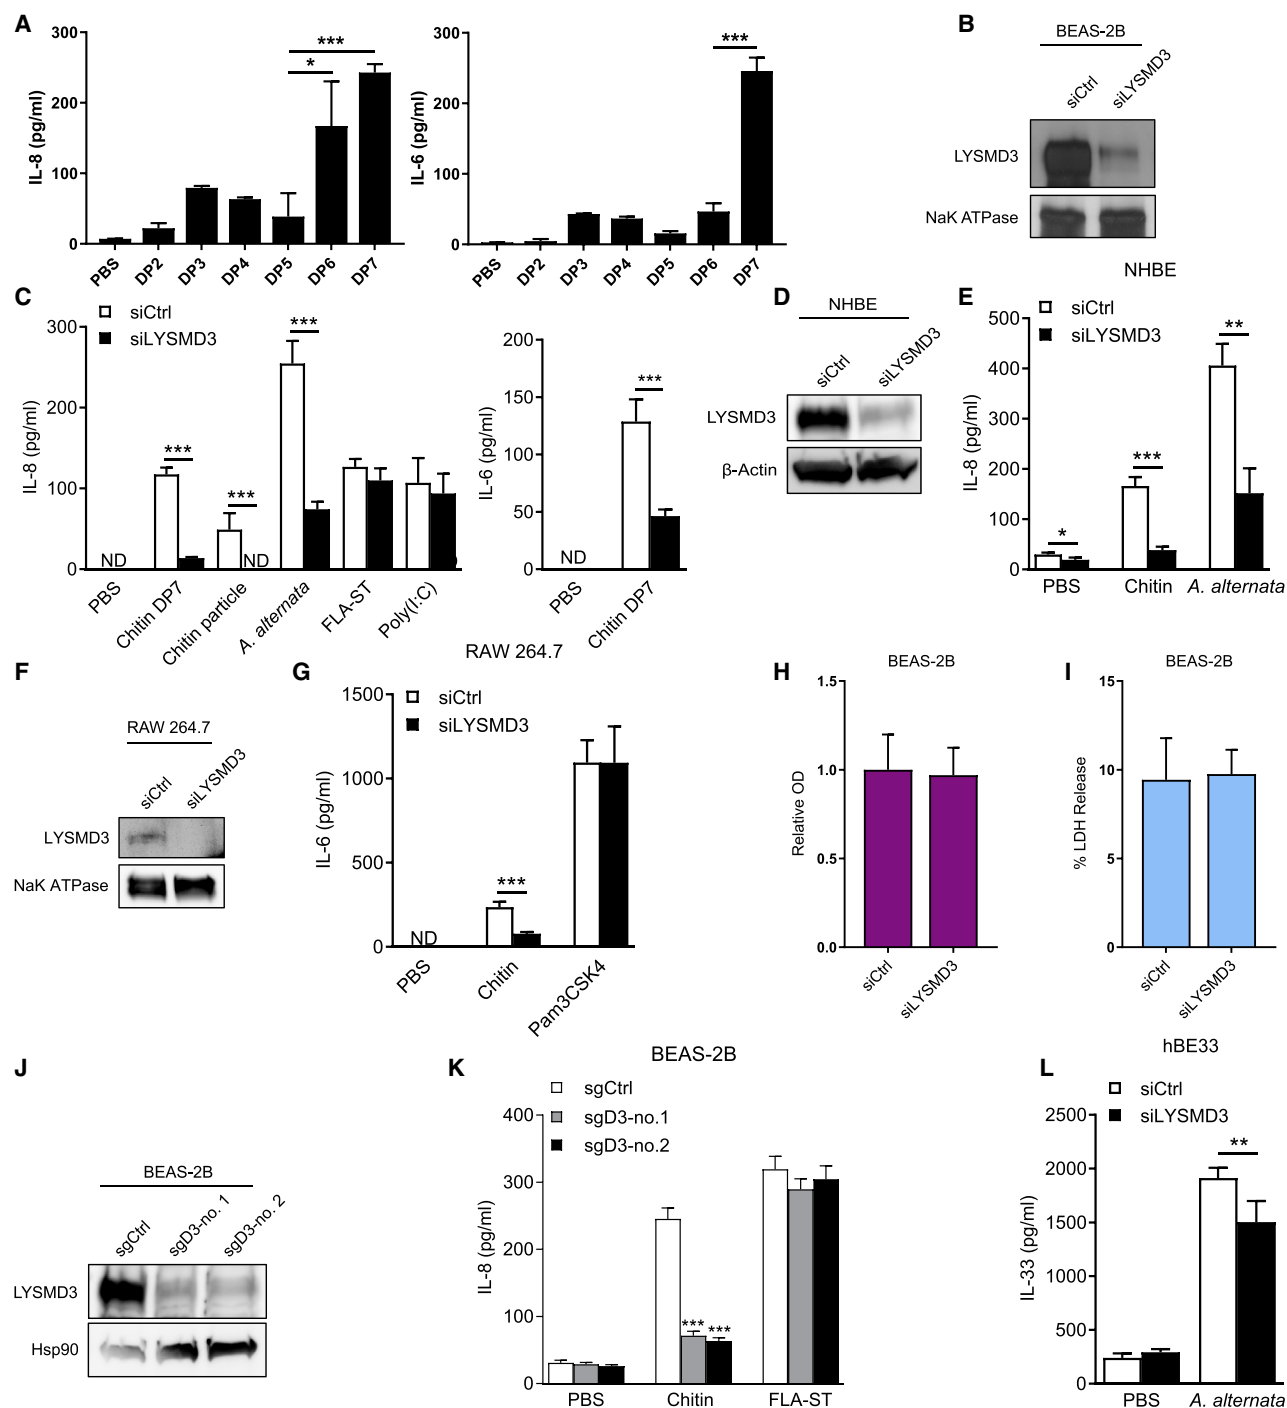 A
IL-8 (pg/ml)
300
200
100
0
PBS
DP2
DP3
DP4
DP5
DP6
DP7
*
***
IL-6 (pg/ml)
300
200
100
0
PBS
DP2
DP3
DP4
DP5
DP6
DP7
***
B
BEAS-2B
siCtrl
siLYSMD3
LYSMD3
NaK ATPase
C
siCtrl
siLYSMD3
IL-8 (pg/ml)
300
200
100
0
ND
***
***
ND
***
PBS
Chitin DP7
Chitin particle
A. alternata
FLA-ST
Poly(I:C)
IL-6 (pg/ml)
200
150
100
50
0
ND
***
PBS
Chitin DP7
D
NHBE
siCtrl
siLYSMD3
LYSMD3
β-Actin
NHBE
E
siCtrl
siLYSMD3
IL-8 (pg/ml)
500
400
300
200
100
0
*
***
**
PBS
Chitin
A. alternata
F
RAW 264.7
siCtrl
siLYSMD3
LYSMD3
NaK ATPase
RAW 264.7
G
siCtrl
siLYSMD3
IL-6 (pg/ml)
1500
1000
500
0
ND
***
PBS
Chitin
Pam3CSK4
H
BEAS-2B
Relative OD
1.5
1.0
0.5
0.0
siCtrl
siLYSMD3
I
BEAS-2B
% LDH Release
15
10
5
0
siCtrl
siLYSMD3
J
BEAS-2B
sgCtrl
sgD3-no. 1
sgD3-no. 2
LYSMD3
Hsp90
BEAS-2B
K
sgCtrl
sgD3-no.1
sgD3-no.2
IL-8 (pg/ml)
400
300
200
100
0
***
***
PBS
Chitin
FLA-ST
hBE33
L
siCtrl
siLYSMD3
IL-33 (pg/ml)
2500
2000
1500
1000
500
0
**
PBS
A. alternata